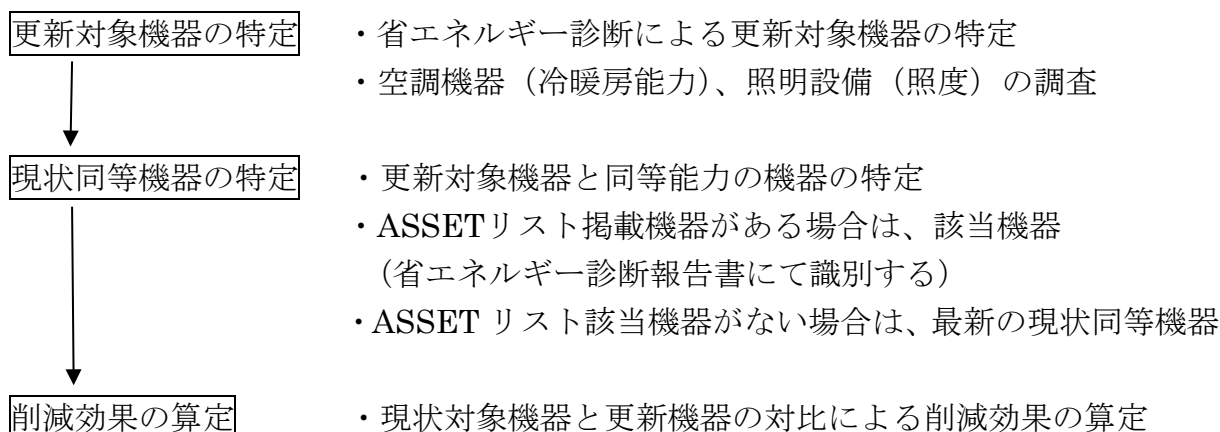 更新対象機器の特定 ・省エネルギー診断による更新対象機器の特定
・空調機器（冷暖房能力）、照明設備（照度）の調査
現状同等機器の特定 ・更新対象機器と同等能力の機器の特定
・ASSETリスト掲載機器がある場合は、該当機器
（省エネルギー診断報告書にて識別する）
・ASSET リスト該当機器がない場合は、最新の現状同等機器
削減効果の算定 ・現状対象機器と更新機器の対比による削減効果の算定